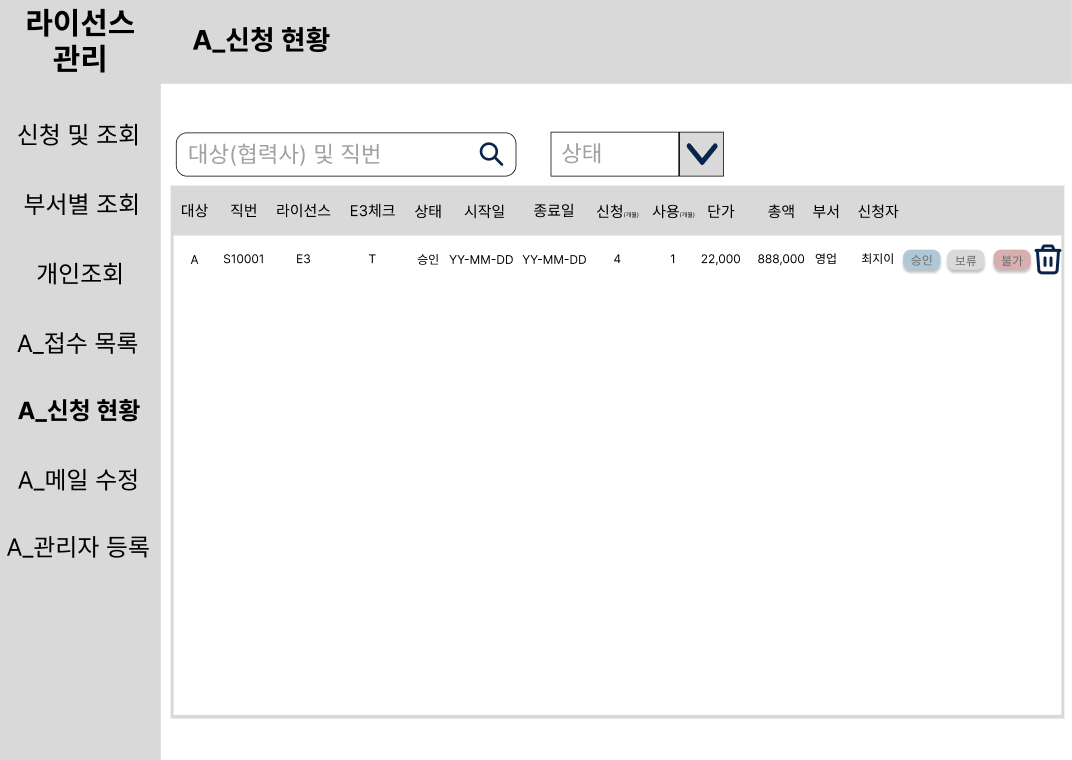 라이선스
관리
A_신청 현황
신청 및 조회
부서별 조회
개인조회
A_접수 목록
A_신청 현황
A_메일 수정
A_관리자 등록
대상(협력사) 및 직번
상태
대상 직번 라이선스 E3체크 상태 시작일 종료일 신청(개월) 사용(개월) 단가 총액 부서 신청자
A S10001 E3 T 승인 YY-MM-DD YY-MM-DD 4 1 22,000 888,000 영업 최지이 승인 보류 불가